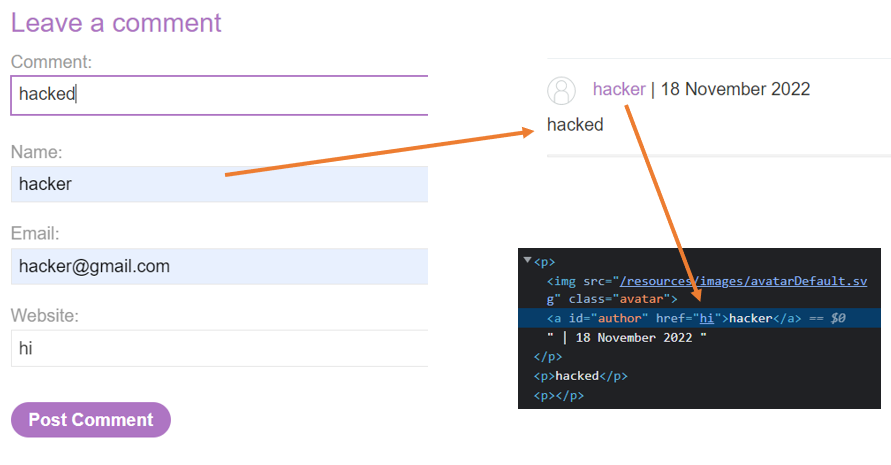 Leave a comment
Comment:
hacked
Name:
hacker
Email:
hacker@gmail.com
Website:
hi
Post Comment
hacker | 18 November 2022
hacked
<p>
<img src="/resources/images/avatarDefault.sv
g" class="avatar">
<a id="author" href="hi">hacker</a> == $0
" | 18 November 2022 "
</p>
<p>hacked</p>
<p></p>